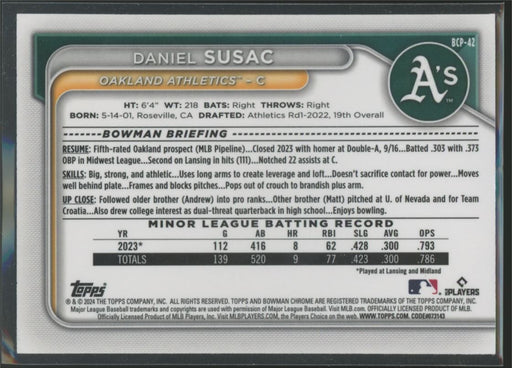 BCP-42
DANIEL SUSAC
OAKLAND ATHLETICS™ – C
A's™
HT: 6'4" WT: 218 BATS: Right THROWS: Right
BORN: 5-14-01, Roseville, CA DRAFTED: Athletics Rd1-2022, 19th Overall
BOWMAN BRIEFING
RESUME: Fifth-rated Oakland prospect (MLB Pipeline)...Closed 2023 with homer at Double-A, 9/16...Batted .303 with .373
OBP in Midwest League...Second on Lansing in hits (111)...Notched 22 assists at C.
SKILLS: Big, strong, and athletic...Uses long arms to create leverage and loft...Doesn't sacrifice contact for power...Moves
well behind plate...Frames and blocks pitches...Pops out of crouch to brandish plus arm.
UP CLOSE: Followed older brother (Andrew) into pro ranks...Other brother (Matt) pitched at U. of Nevada and for Team
Croatia...Also drew college interest as dual-threat quarterback in high school...Enjoys bowling.
MINOR LEAGUE BATTING RECORD
YR G AB HR RBI SLG AVG OPS
2023* 112 416 8 62 .428 .300 .793
TOTALS 139 520 9 77 .423 .300 .786
*Played at Lansing and Midland
Topps
MLB PLAYERS
® & © 2024 THE TOPPS COMPANY, INC. ALL RIGHTS RESERVED. TOPPS AND BOWMAN CHROME ARE REGISTERED TRADEMARKS OF THE TOPPS COMPANY, INC.
Major League Baseball trademarks and copyrights are used with permission of Major League Baseball. Visit MLB.com. OFFICIALLY LICENSED PRODUCT OF MLB.
Officially Licensed Product of MLB Players, Inc. Visit MLBPLAYERS.com, the Players Choice on the web. WWW.TOPPS.COM. CODE#CMP073143